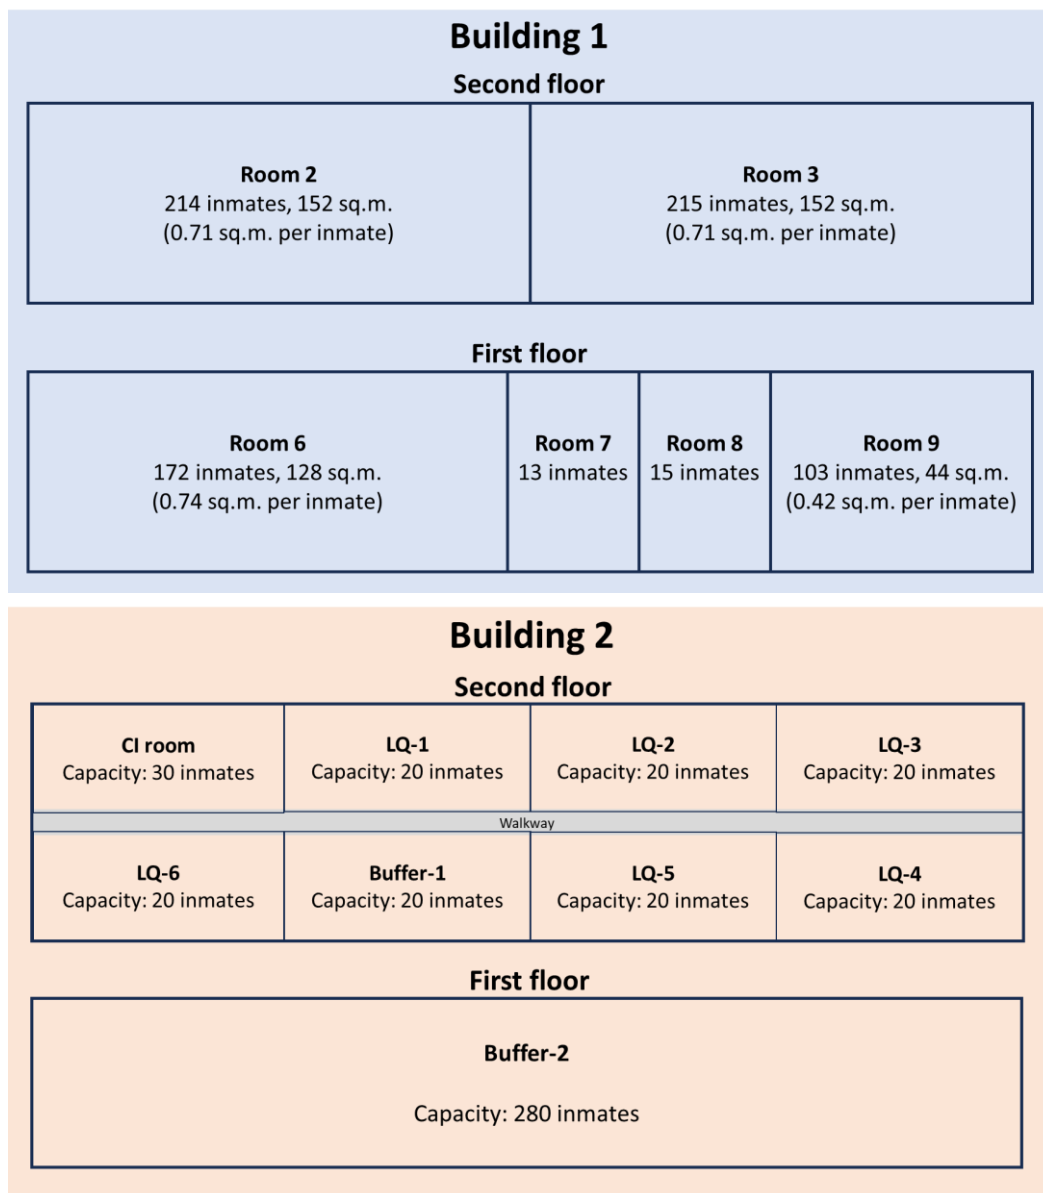 Building 1
Second floor
Room 2
214 inmates, 152 sq.m.
(0.71 sq.m. per inmate)
Room 3
215 inmates, 152 sq.m.
(0.71 sq.m. per inmate)
First floor
Room 6
172 inmates, 128 sq.m.
(0.74 sq.m. per inmate)
Room 7
13 inmates
Room 8
15 inmates
Room 9
103 inmates, 44 sq.m.
(0.42 sq.m. per inmate)
Building 2
Second floor
CI room
Capacity: 30 inmates
LQ-1
Capacity: 20 inmates
LQ-2
Capacity: 20 inmates
LQ-3
Capacity: 20 inmates
Walkway
LQ-6
Capacity: 20 inmates
Buffer-1
Capacity: 20 inmates
LQ-5
Capacity: 20 inmates
LQ-4
Capacity: 20 inmates
First floor
Buffer-2
Capacity: 280 inmates